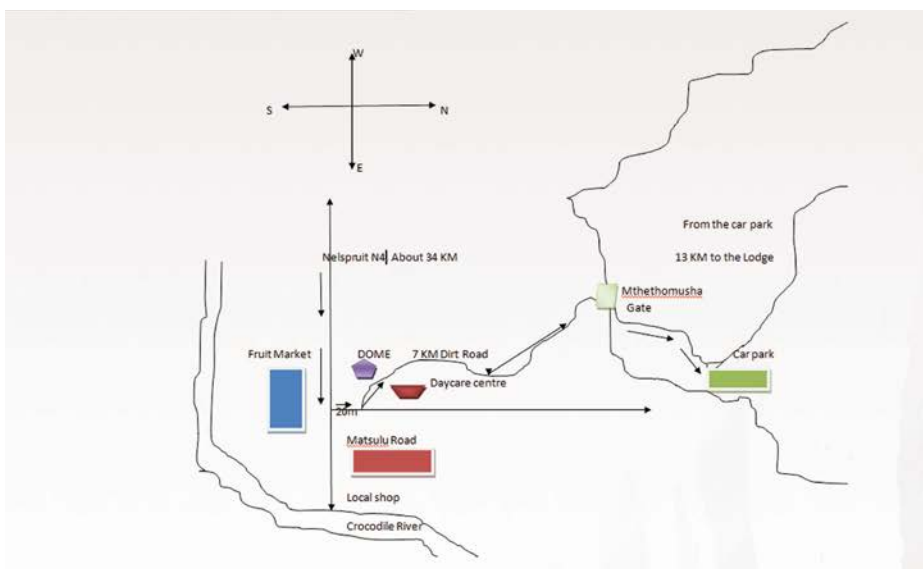 W
S
N
E
From the car park
Nelspruit N4 About 34 KM
13 KM to the Lodge
Mthethomusha
Gate
Fruit Market
DOME
7 KM Dirt Road
Car park
Daycare centre
20m
Matsulu Road
Local shop
Crocodile River